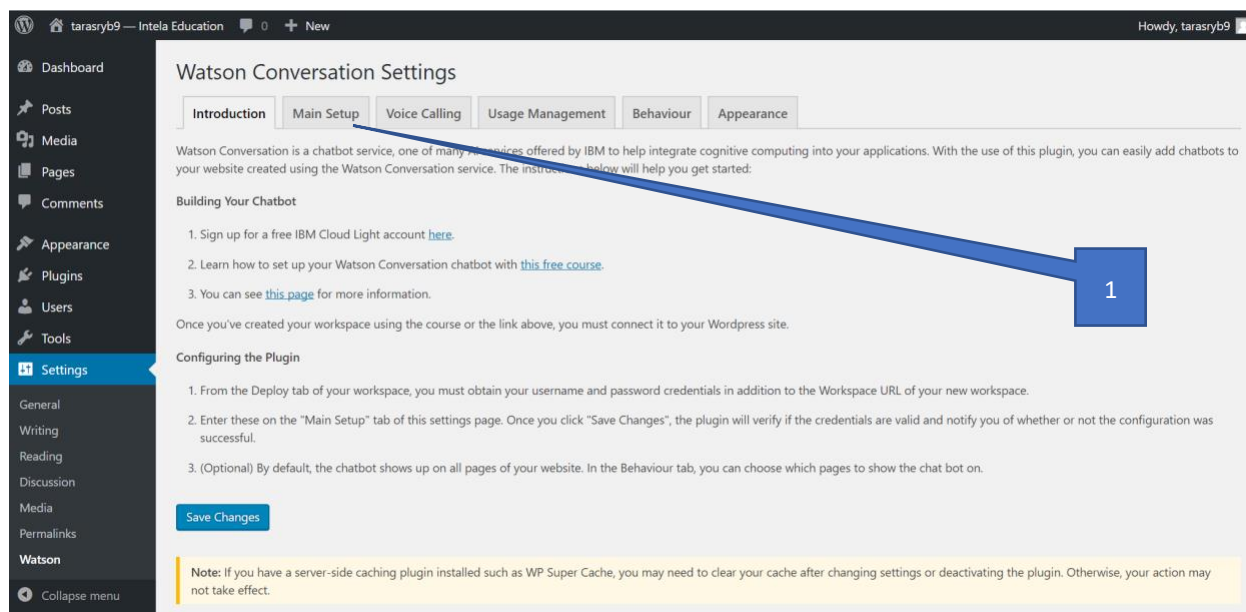 tarasryb9 — Intela Education 0 + New Howdy, tarasryb9
Dashboard
Posts
Media
Pages
Comments
Appearance
Plugins
Users
Tools
Settings
General
Writing
Reading
Discussion
Media
Permalinks
Watson
Collapse menu
Watson Conversation Settings
Introduction Main Setup Voice Calling Usage Management Behaviour Appearance
Watson Conversation is a chatbot service, one of many services offered by IBM to help integrate cognitive computing into your applications. With the use of this plugin, you can easily add chatbots to
your website created using the Watson Conversation service. The below will help you get started:
Building Your Chatbot
1. Sign up for a free IBM Cloud Light account here.
2. Learn how to set up your Watson Conversation chatbot with this free course.
3. You can see this page for more information.
Once you've created your workspace using the course or the link above, you must connect it to your Wordpress site.
Configuring the Plugin
1. From the Deploy tab of your workspace, you must obtain your username and password credentials in addition to the Workspace URL of your new workspace.
2. Enter these on the "Main Setup" tab of this settings page. Once you click "Save Changes", the plugin will verify if the credentials are valid and notify you of whether or not the configuration was
successful.
3. (Optional) By default, the chatbot shows up on all pages of your website. In the Behaviour tab, you can choose which pages to show the chat bot on.
Save Changes
Note: If you have a server-side caching plugin installed such as WP Super Cache, you may need to clear your cache after changing settings or deactivating the plugin. Otherwise, your action may
not take effect.
1